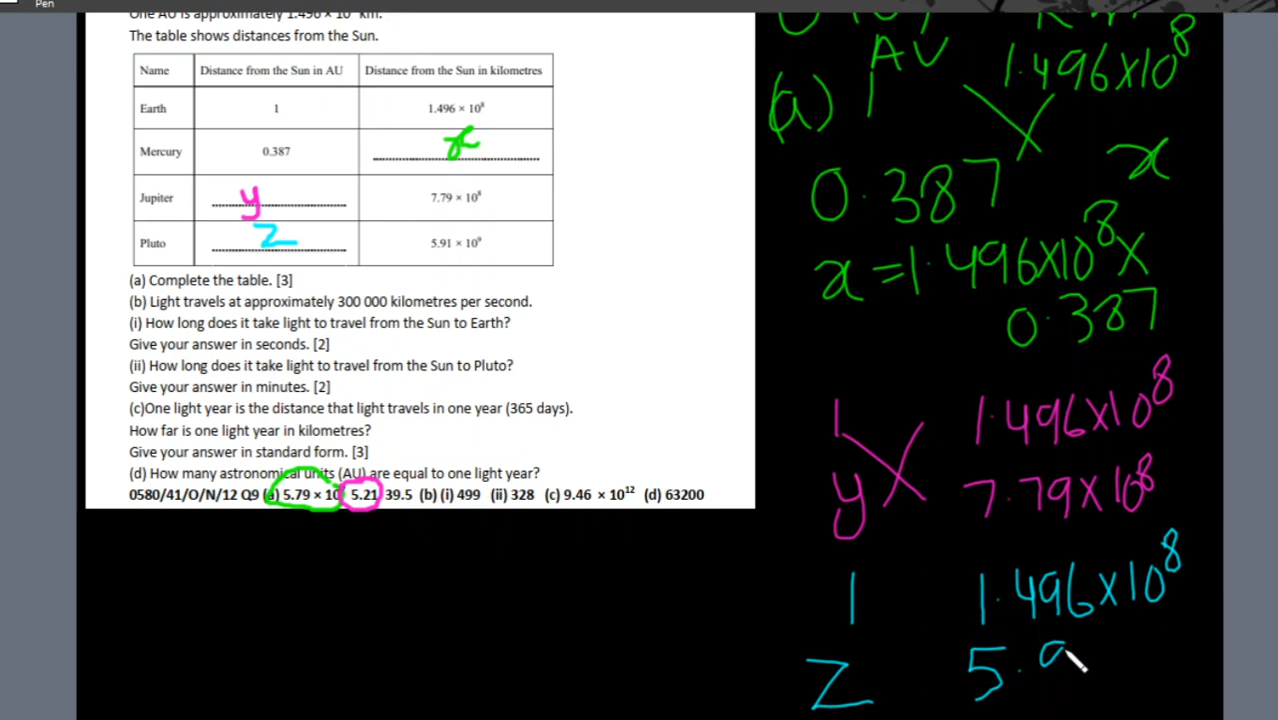 Pen
One AU is approximately 1.496 × 10⁸ km.
The table shows distances from the Sun.
Name Distance from the Sun in AU Distance from the Sun in kilometres
Earth 1 1.496 × 10⁸
Mercury 0.387 x
Jupiter y 7.79 × 10⁸
Pluto z 5.91 × 10⁹
(a) Complete the table. [3]
(b) Light travels at approximately 300 000 kilometres per second.
(i) How long does it take light to travel from the Sun to Earth?
Give your answer in seconds. [2]
(ii) How long does it take light to travel from the Sun to Pluto?
Give your answer in minutes. [2]
(c)One light year is the distance that light travels in one year (365 days).
How far is one light year in kilometres?
Give your answer in standard form. [3]
(d) How many astronomical units (AU) are equal to one light year?
0580/41/O/N/12 Q9 (a) 5.79 × 10 5.21 39.5 (b) (i) 499 (ii) 328 (c) 9.46 × 10¹² (d) 63200
AU
(a) 1 1.496×10⁸
0.387 x
x = 1.496×10⁸ ×
0.387
1 1.496×10⁸
y 7.79×10⁸
1 1.496×10⁸
z 5.9